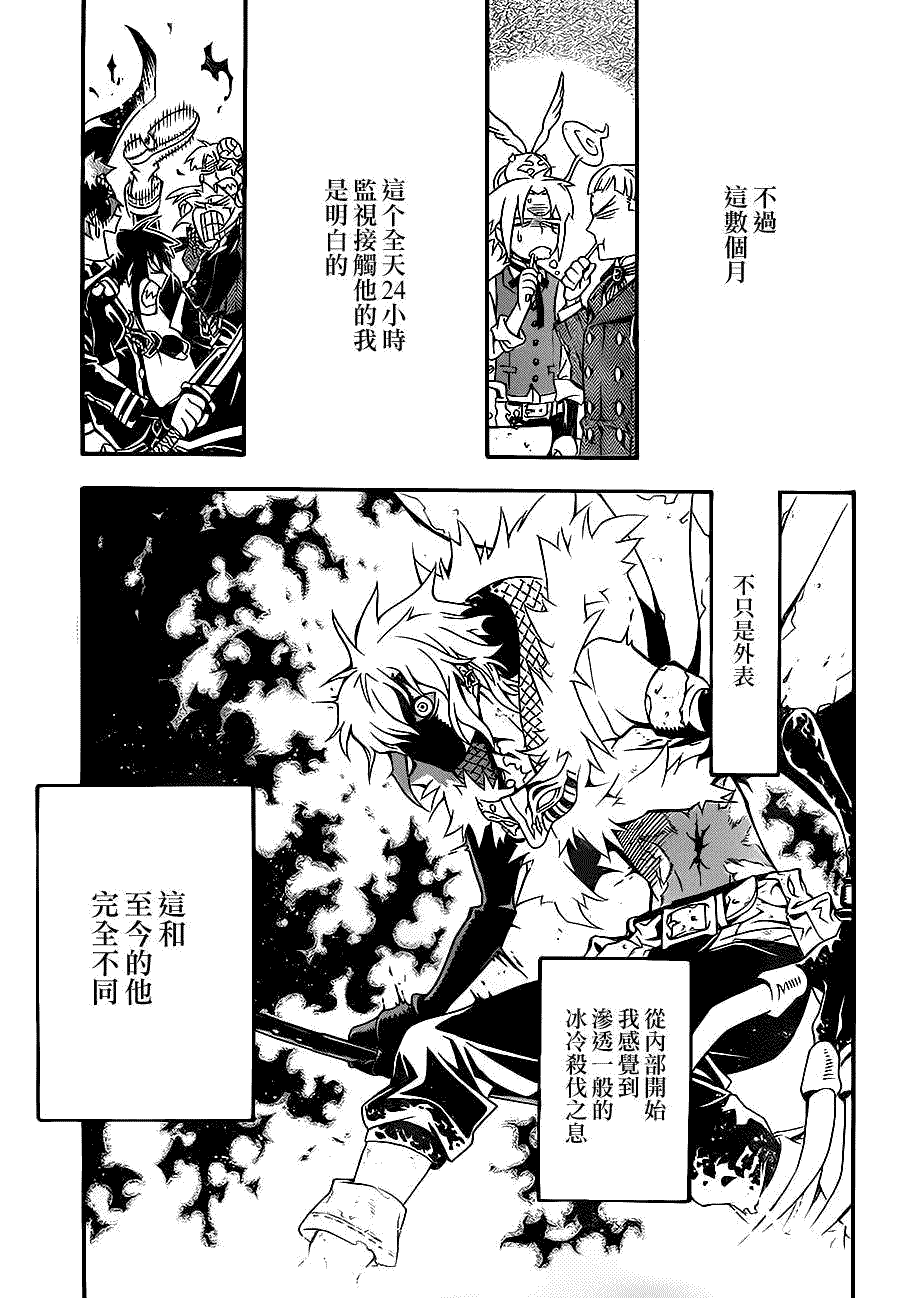 不過
這數個月
這个全天24小時
監視接觸他的我
是明白的
不只是外表
從內部開始
我感覺到
滲透一般的
冰冷殺伐之息
這和
至今的他
完全不同